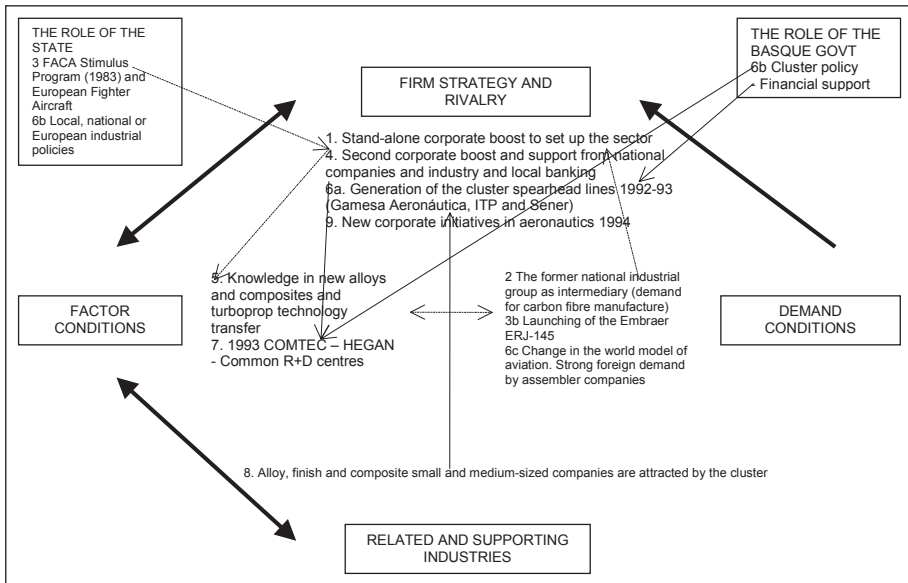 THE ROLE OF THE
STATE
3 FACA Stimulus
Program (1983) and
European Fighter
Aircraft
6b Local, national or
European industrial
policies
THE ROLE OF THE
BASQUE GOVT
6b Cluster policy
- Financial support
FIRM STRATEGY AND
RIVALRY
1. Stand-alone corporate boost to set up the sector
4. Second corporate boost and support from national
companies and industry and local banking
6a. Generation of the cluster spearhead lines 1992-93
(Gamesa Aeronáutica, ITP and Sener)
9. New corporate initiatives in aeronautics 1994
FACTOR
CONDITIONS
5. Knowledge in new alloys
and composites and
turboprop technology
transfer
7. 1993 COMTEC – HEGAN
- Common R+D centres
2 The former national industrial
group as intermediary (demand
for carbon fibre manufacture)
3b Launching of the Embraer
ERJ-145
6c Change in the world model of
aviation. Strong foreign demand
by assembler companies
DEMAND
CONDITIONS
8. Alloy, finish and composite small and medium-sized companies are attracted by the cluster
RELATED AND SUPPORTING
INDUSTRIES